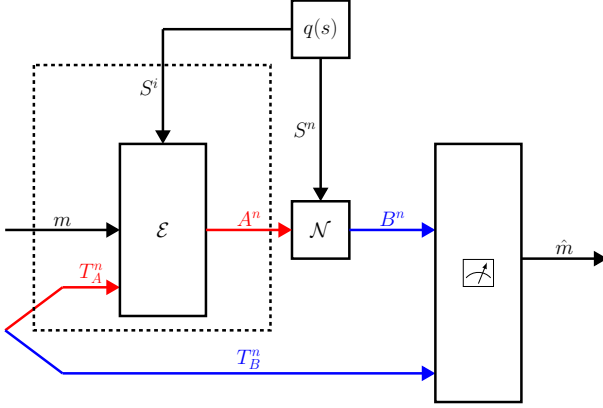 q(s)
S^i
S^n
m
ℰ
A^n
𝒩
B^n
m̂
T_A^n
T_B^n